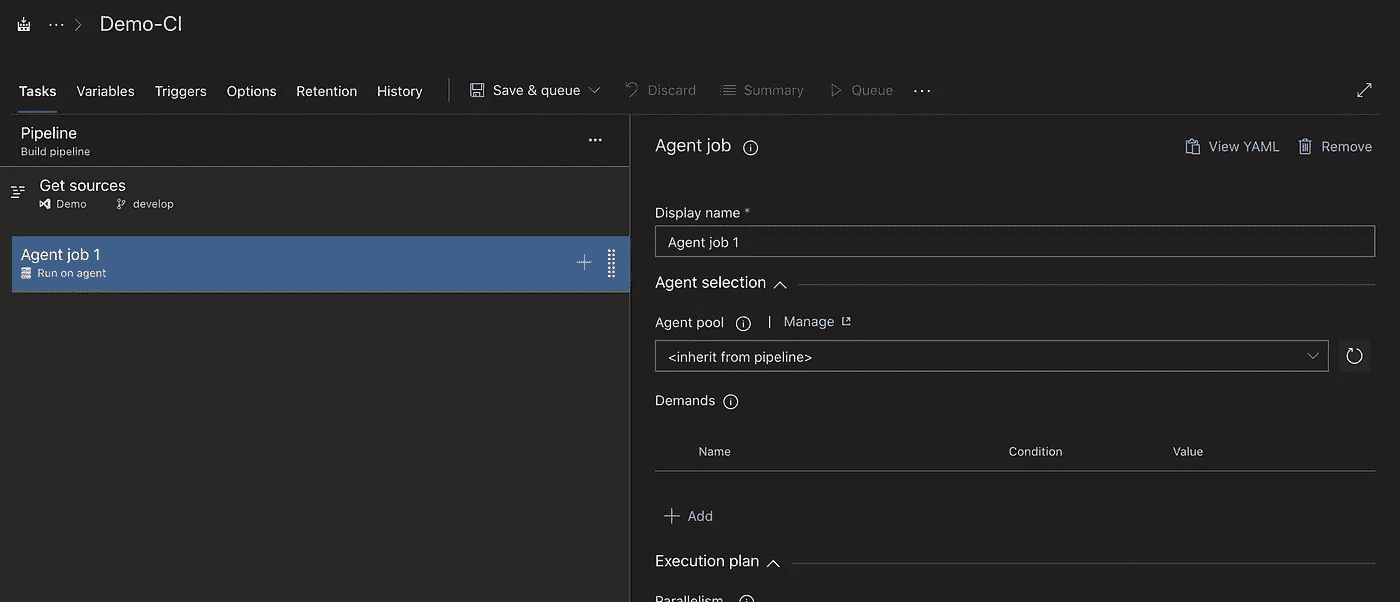 Demo-CI
Tasks Variables Triggers Options Retention History Save & queue Discard Summary Queue
Pipeline
Build pipeline
Get sources
Demo develop
Agent job 1
Run on agent
Agent job View YAML Remove
Display name *
Agent job 1
Agent selection
Agent pool | Manage
<inherit from pipeline>
Demands
Name Condition Value
Add
Execution plan
Parallelism